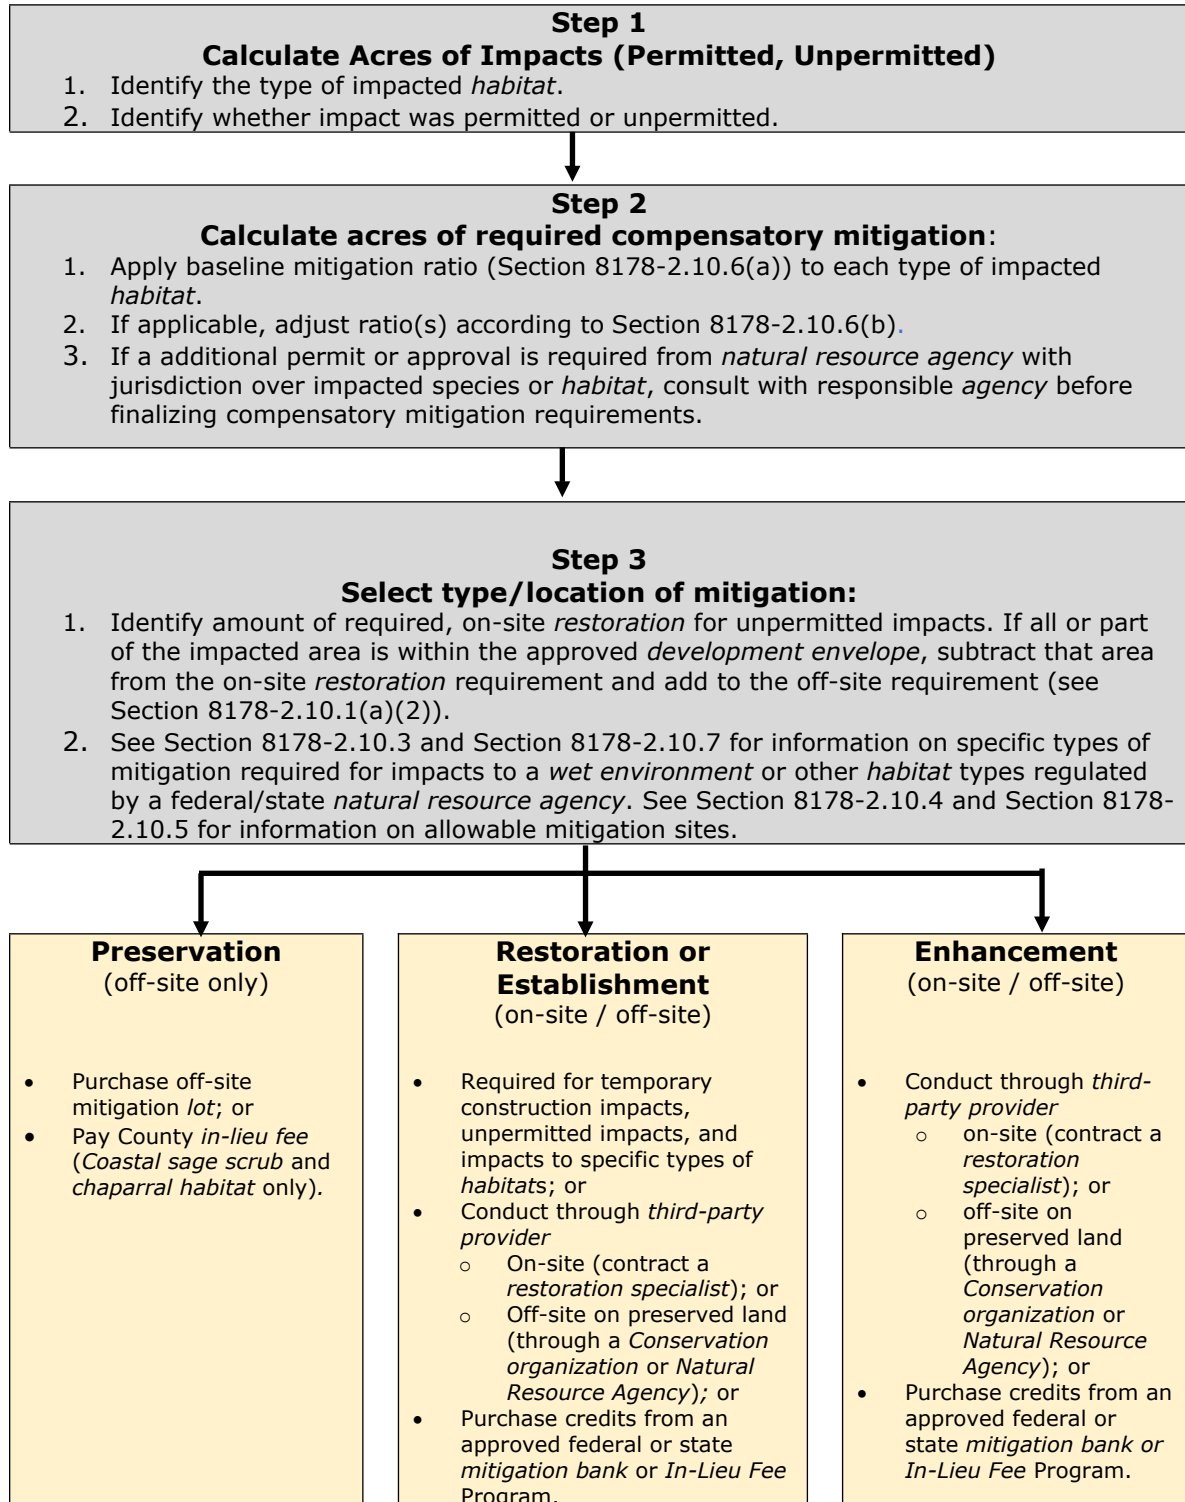 Step 1
Calculate Acres of Impacts (Permitted, Unpermitted)
1. Identify the type of impacted habitat.
2. Identify whether impact was permitted or unpermitted.
Step 2
Calculate acres of required compensatory mitigation:
1. Apply baseline mitigation ratio (Section 8178-2.10.6(a)) to each type of impacted
habitat.
2. If applicable, adjust ratio(s) according to Section 8178-2.10.6(b).
3. If a additional permit or approval is required from natural resource agency with
jurisdiction over impacted species or habitat, consult with responsible agency before
finalizing compensatory mitigation requirements.
Step 3
Select type/location of mitigation:
1. Identify amount of required, on-site restoration for unpermitted impacts. If all or part
of the impacted area is within the approved development envelope, subtract that area
from the on-site restoration requirement and add to the off-site requirement (see
Section 8178-2.10.1(a)(2)).
2. See Section 8178-2.10.3 and Section 8178-2.10.7 for information on specific types of
mitigation required for impacts to a wet environment or other habitat types regulated
by a federal/state natural resource agency. See Section 8178-2.10.4 and Section 8178-
2.10.5 for information on allowable mitigation sites.
Preservation
(off-site only)
• Purchase off-site
mitigation lot; or
• Pay County in-lieu fee
(Coastal sage scrub and
chaparral habitat only).
Restoration or
Establishment
(on-site / off-site)
• Required for temporary
construction impacts,
unpermitted impacts, and
impacts to specific types of
habitats; or
• Conduct through third-party
provider
o On-site (contract a
restoration specialist); or
o Off-site on preserved land
(through a Conservation
organization or Natural
Resource Agency); or
• Purchase credits from an
approved federal or state
mitigation bank or In-Lieu Fee
Program.
Enhancement
(on-site / off-site)
• Conduct through third-
party provider
o on-site (contract a
restoration
specialist); or
o off-site on
preserved land
(through a
Conservation
organization or
Natural Resource
Agency); or
• Purchase credits from an
approved federal or
state mitigation bank or
In-Lieu Fee Program.